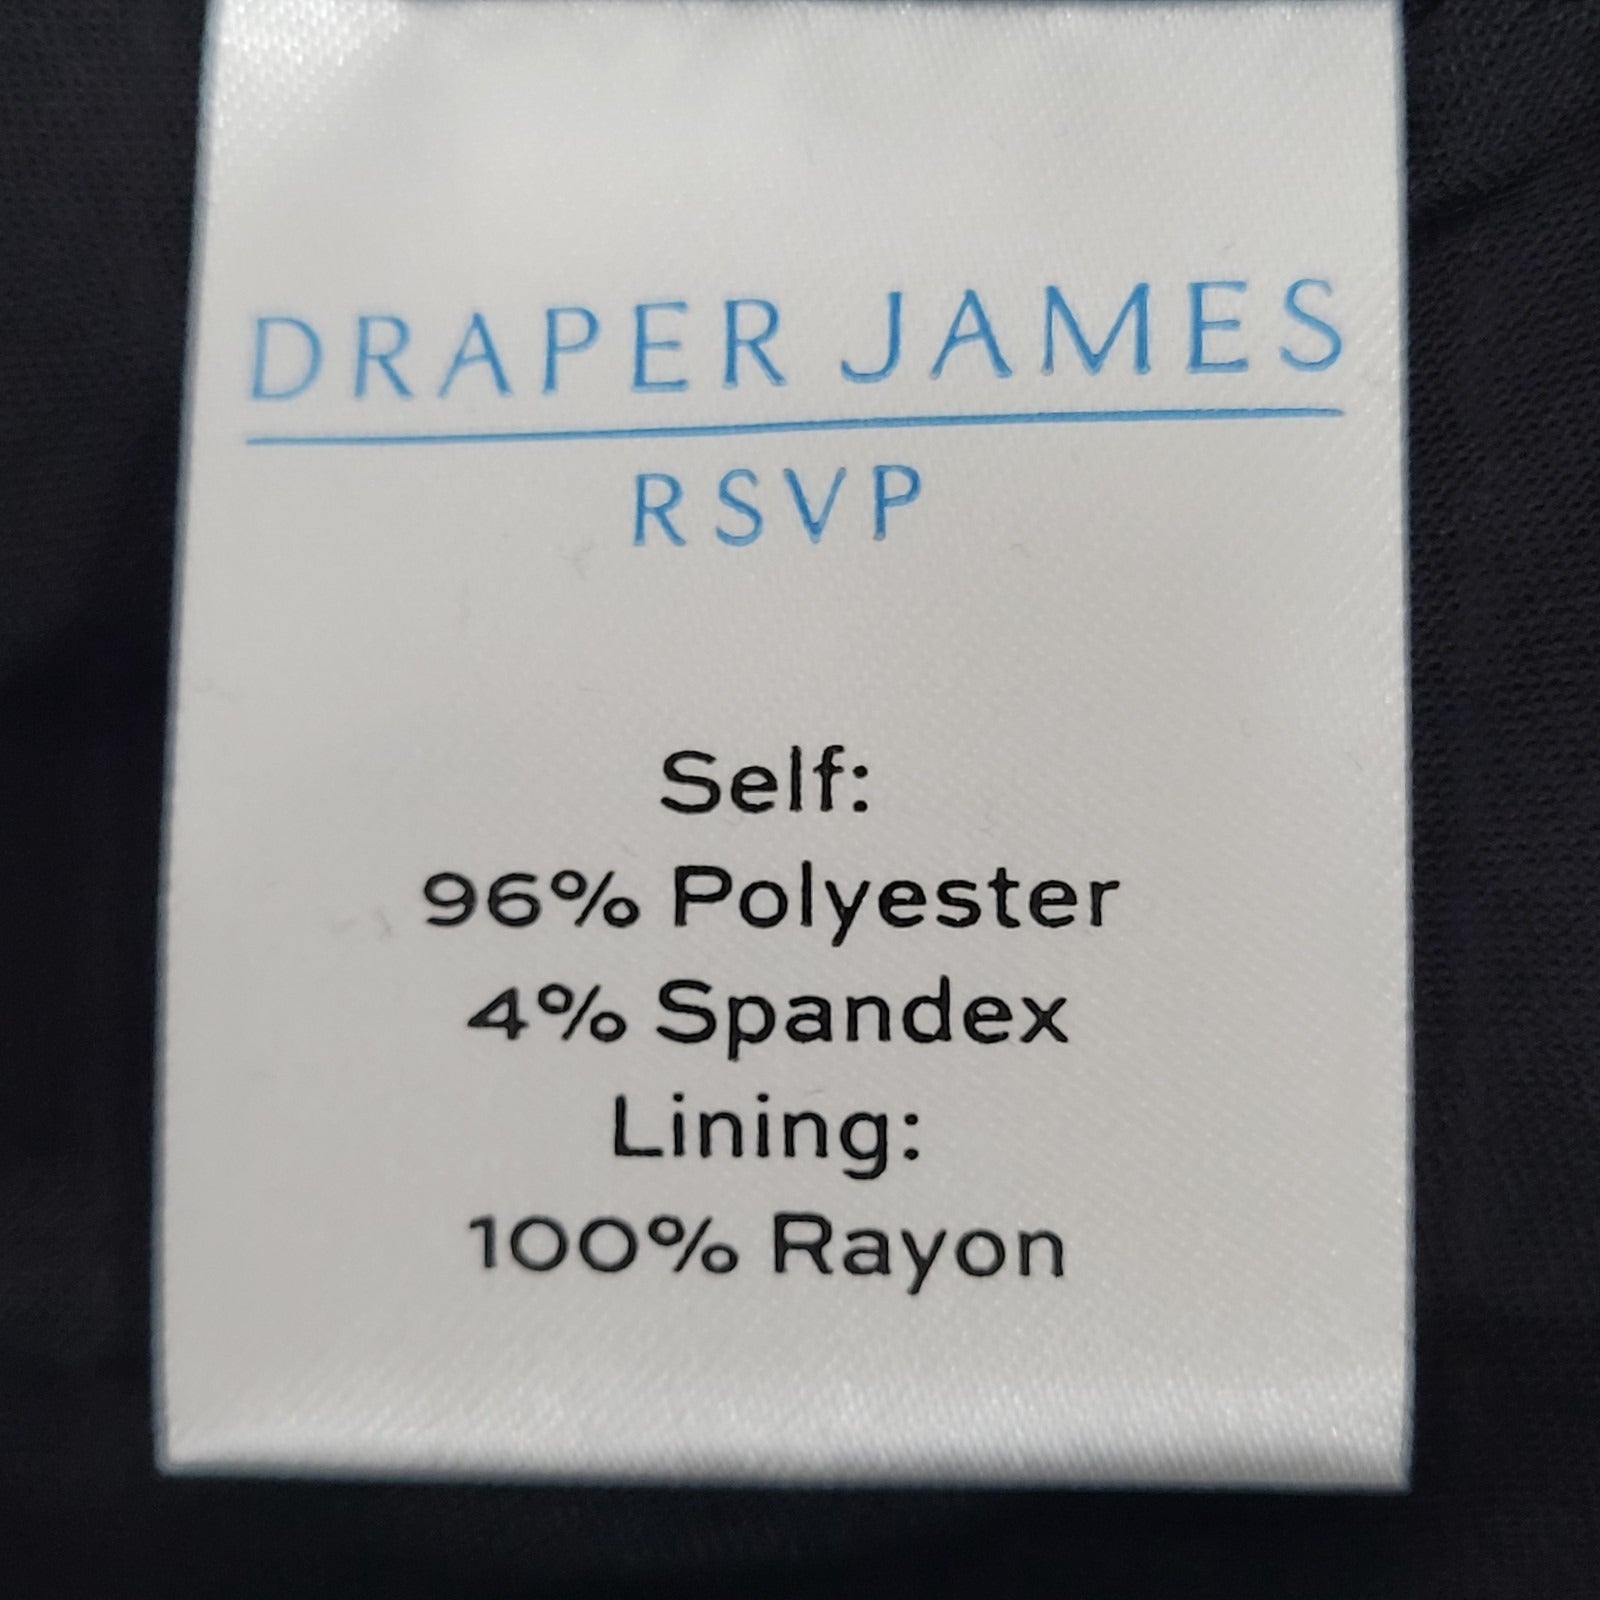 DRAPER JAMES
RSVP
Self:
96% Polyester
4% Spandex
Lining:
100% Rayon